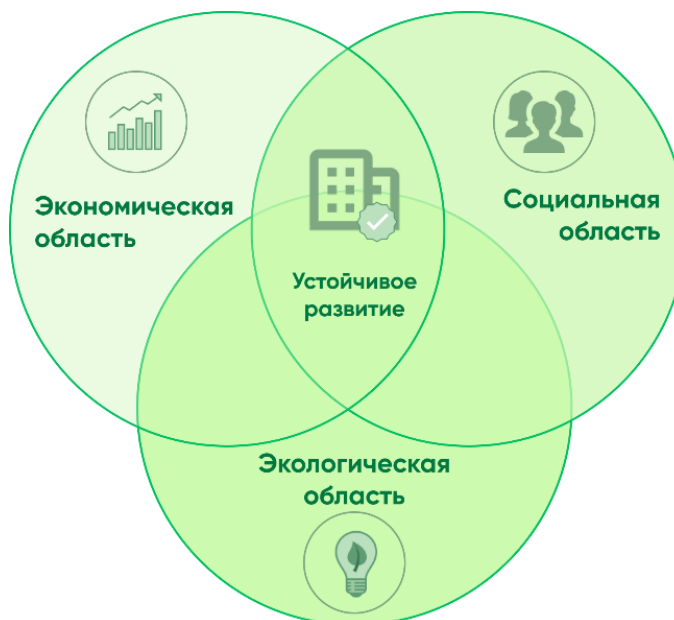 Экономическая
область
Социальная
область
Устойчивое
развитие
Экологическая
область